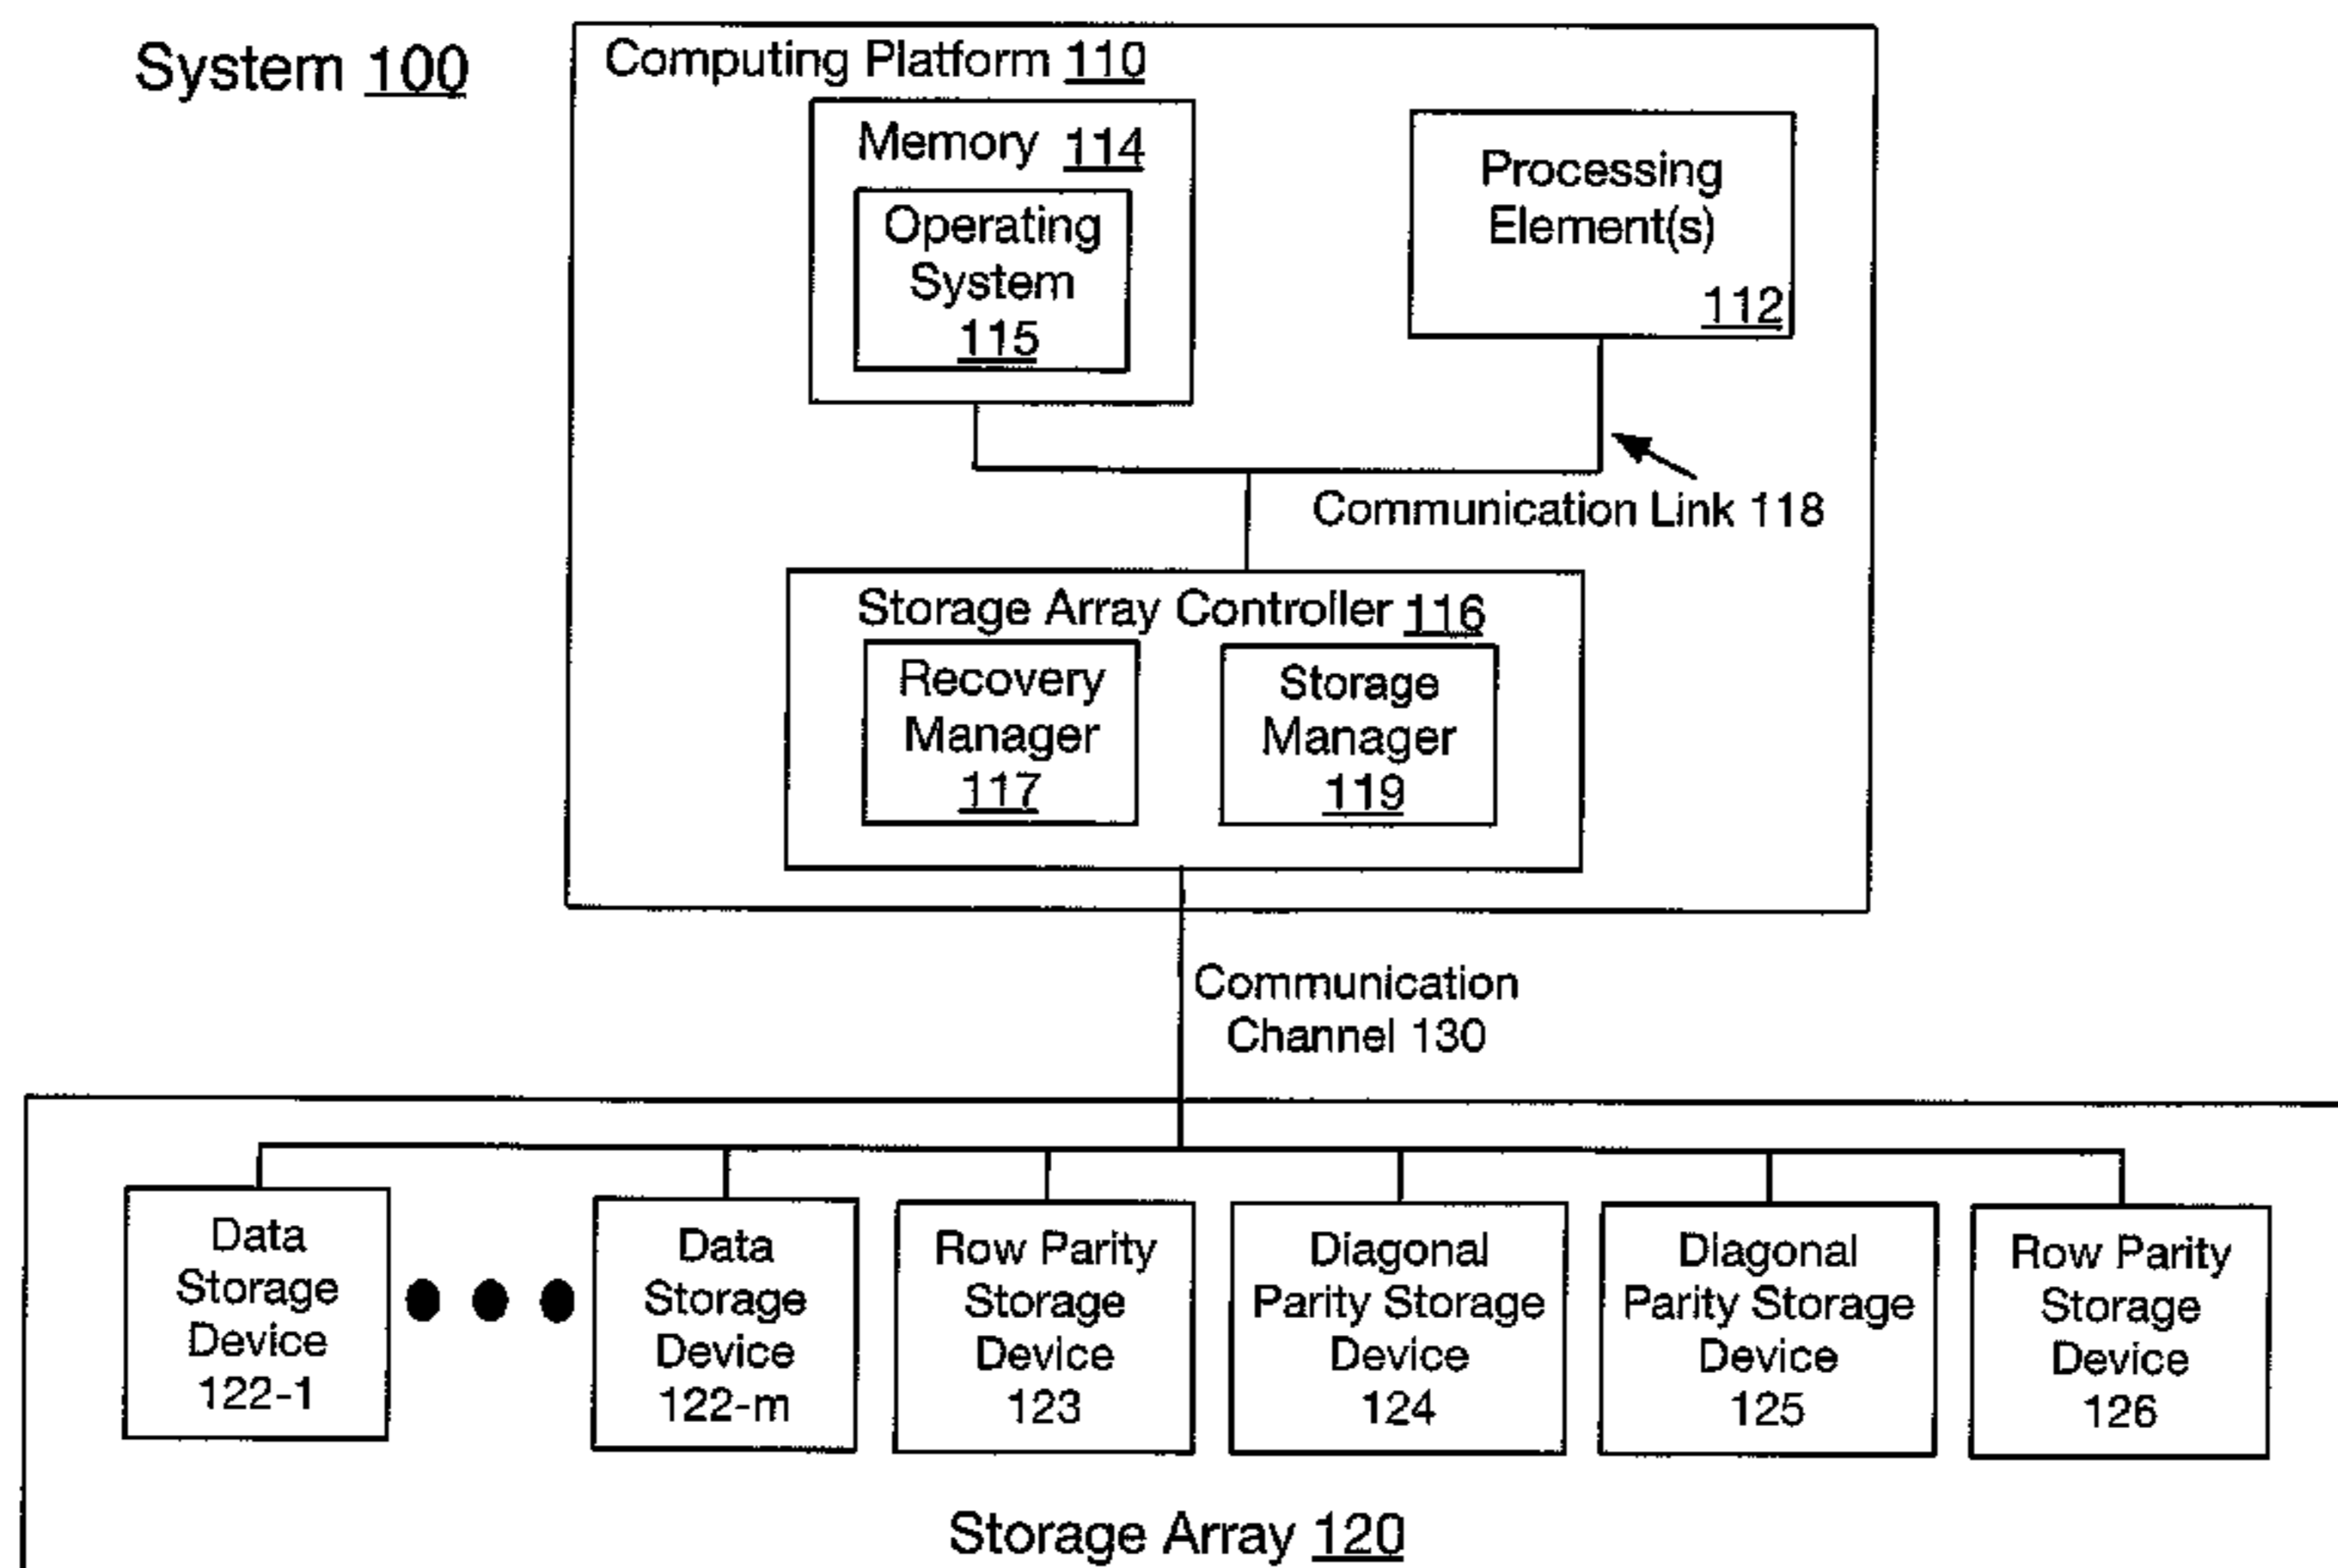 System 100
Computing Platform 110
Memory 114
Operating
System
115
Processing
Element(s)
112
Communication Link 118
Storage Array Controller 116
Recovery
Manager
117
Storage
Manager
119
Communication
Channel 130
Data
Storage
Device
122-1
Data
Storage
Device
122-m
Row Parity
Storage
Device
123
Diagonal
Parity Storage
Device
124
Diagonal
Parity Storage
Device
125
Row Parity
Storage
Device
126
Storage Array 120